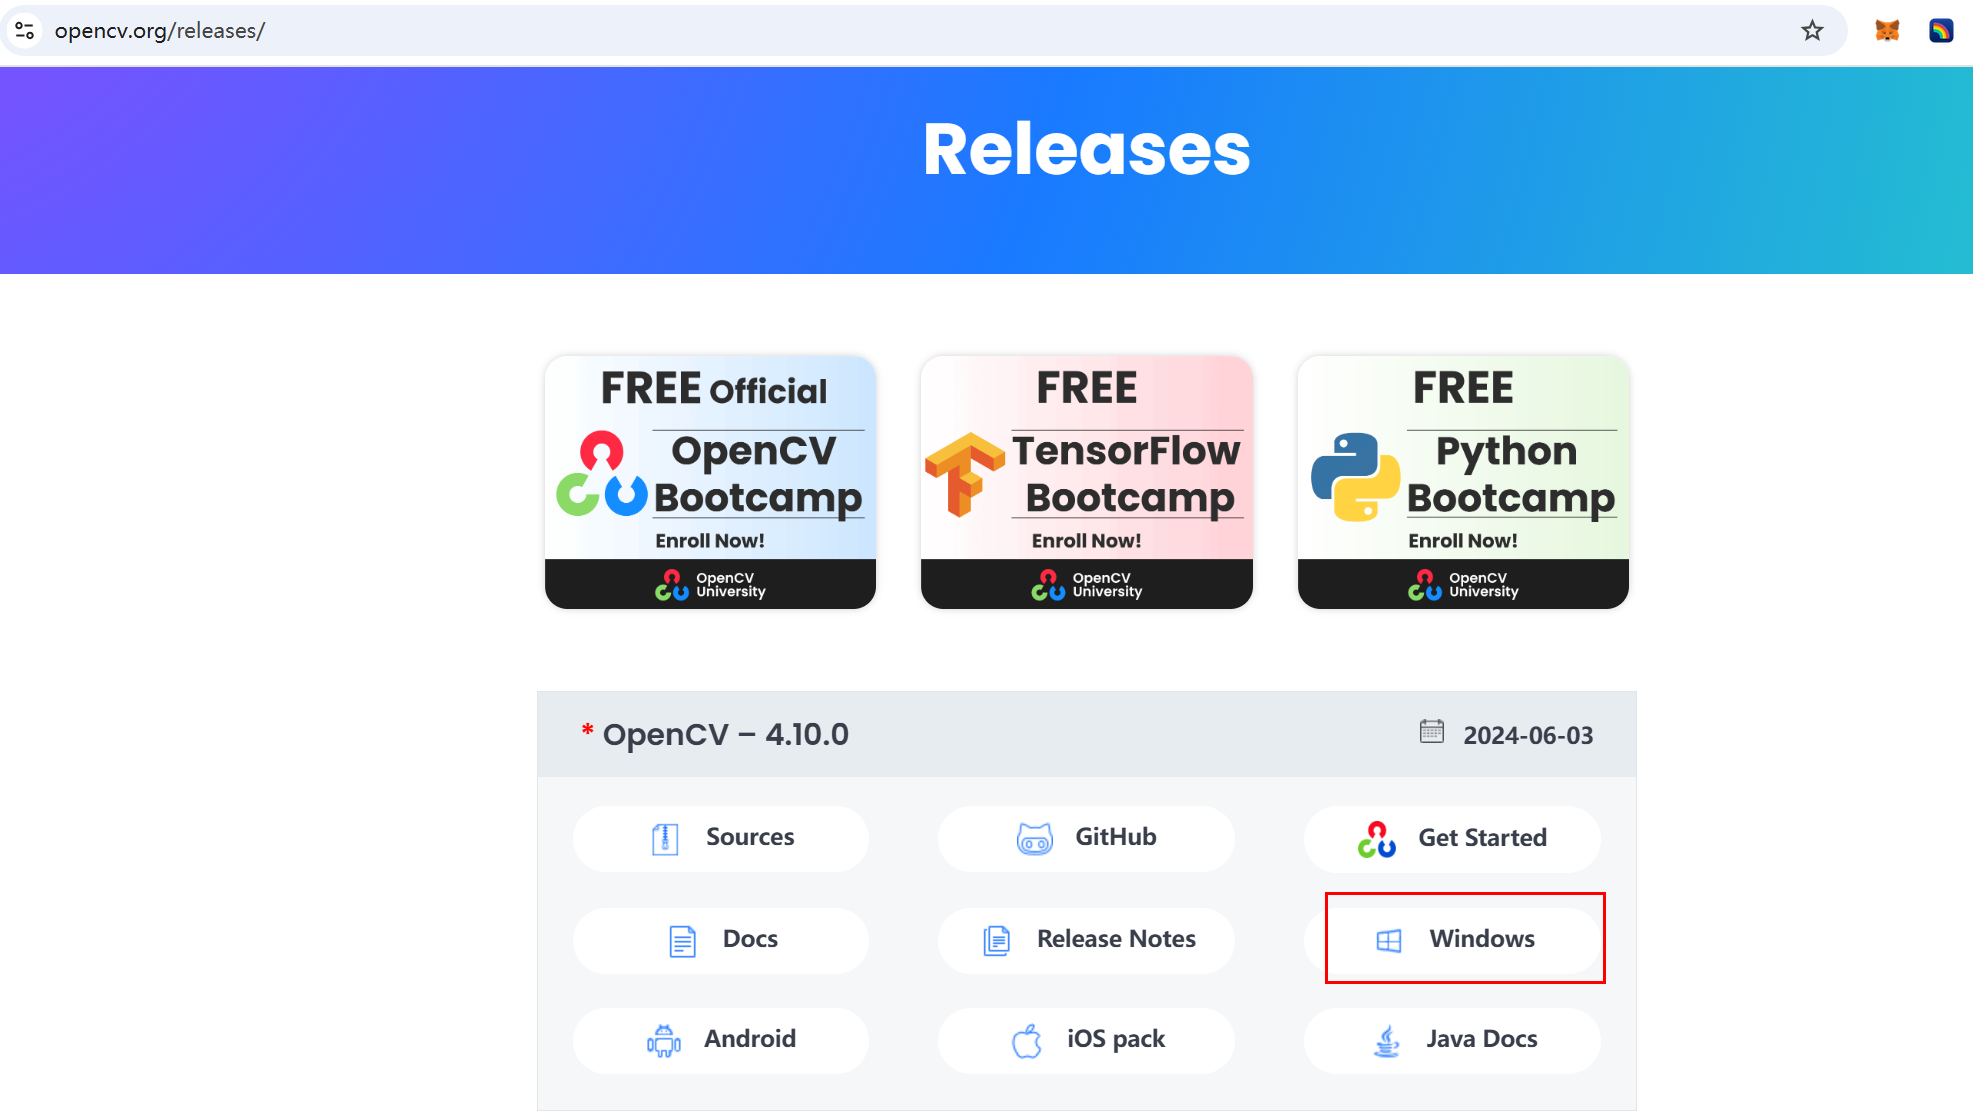 opencv.org/releases/
Releases
FREE Official
OpenCV
Bootcamp
Enroll Now!
OpenCV
University
FREE
TensorFlow
Bootcamp
Enroll Now!
OpenCV
University
FREE
Python
Bootcamp
Enroll Now!
OpenCV
University
* OpenCV – 4.10.0
2024-06-03
Sources
GitHub
Get Started
Docs
Release Notes
Windows
Android
iOS pack
Java Docs